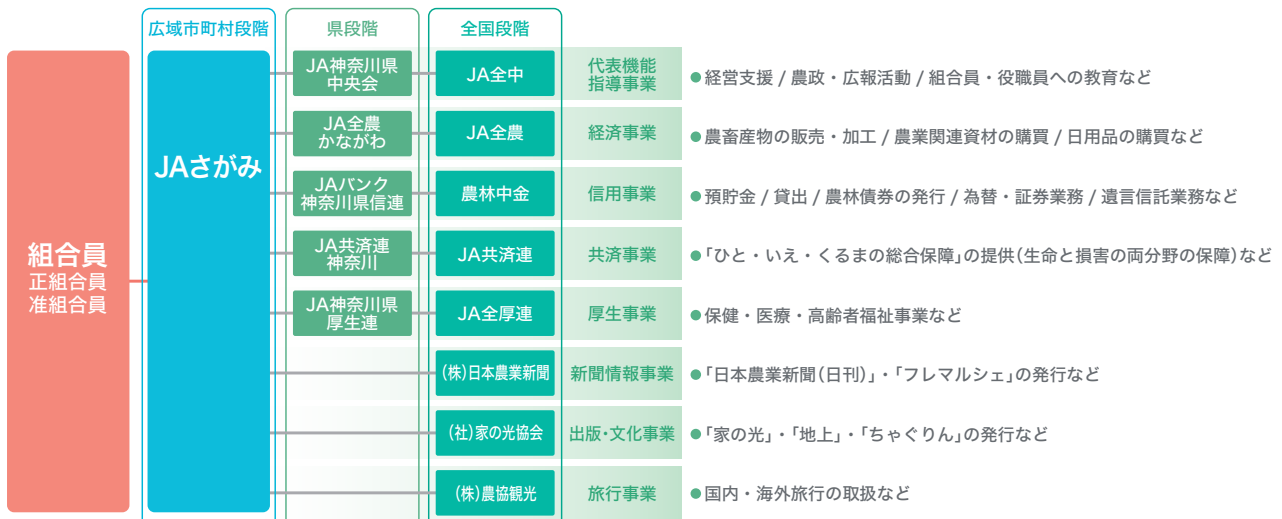 広域市町村段階
県段階
全国段階
組合員
正組合員
准組合員
JAさがみ
JA神奈川県
中央会
JA全中
代表機能
指導事業
●経営支援 / 農政・広報活動 / 組合員・役職員への教育など
JA全農
かながわ
JA全農
経済事業
●農畜産物の販売・加工 / 農業関連資材の購買 / 日用品の購買など
JAバンク
神奈川県信連
農林中金
信用事業
●預貯金 / 貸出 / 農林債券の発行 / 為替・証券業務 / 遺言信託業務など
JA共済連
神奈川
JA共済連
共済事業
●「ひと・いえ・くるまの総合保障」の提供(生命と損害の両分野の保障)など
JA神奈川県
厚生連
JA全厚連
厚生事業
●保健・医療・高齢者福祉事業など
(株)日本農業新聞
新聞情報事業
●「日本農業新聞(日刊)」・「フレマルシェ」の発行など
(社)家の光協会
出版・文化事業
●「家の光」・「地上」・「ちゃぐりん」の発行など
(株)農協観光
旅行事業
●国内・海外旅行の取扱など